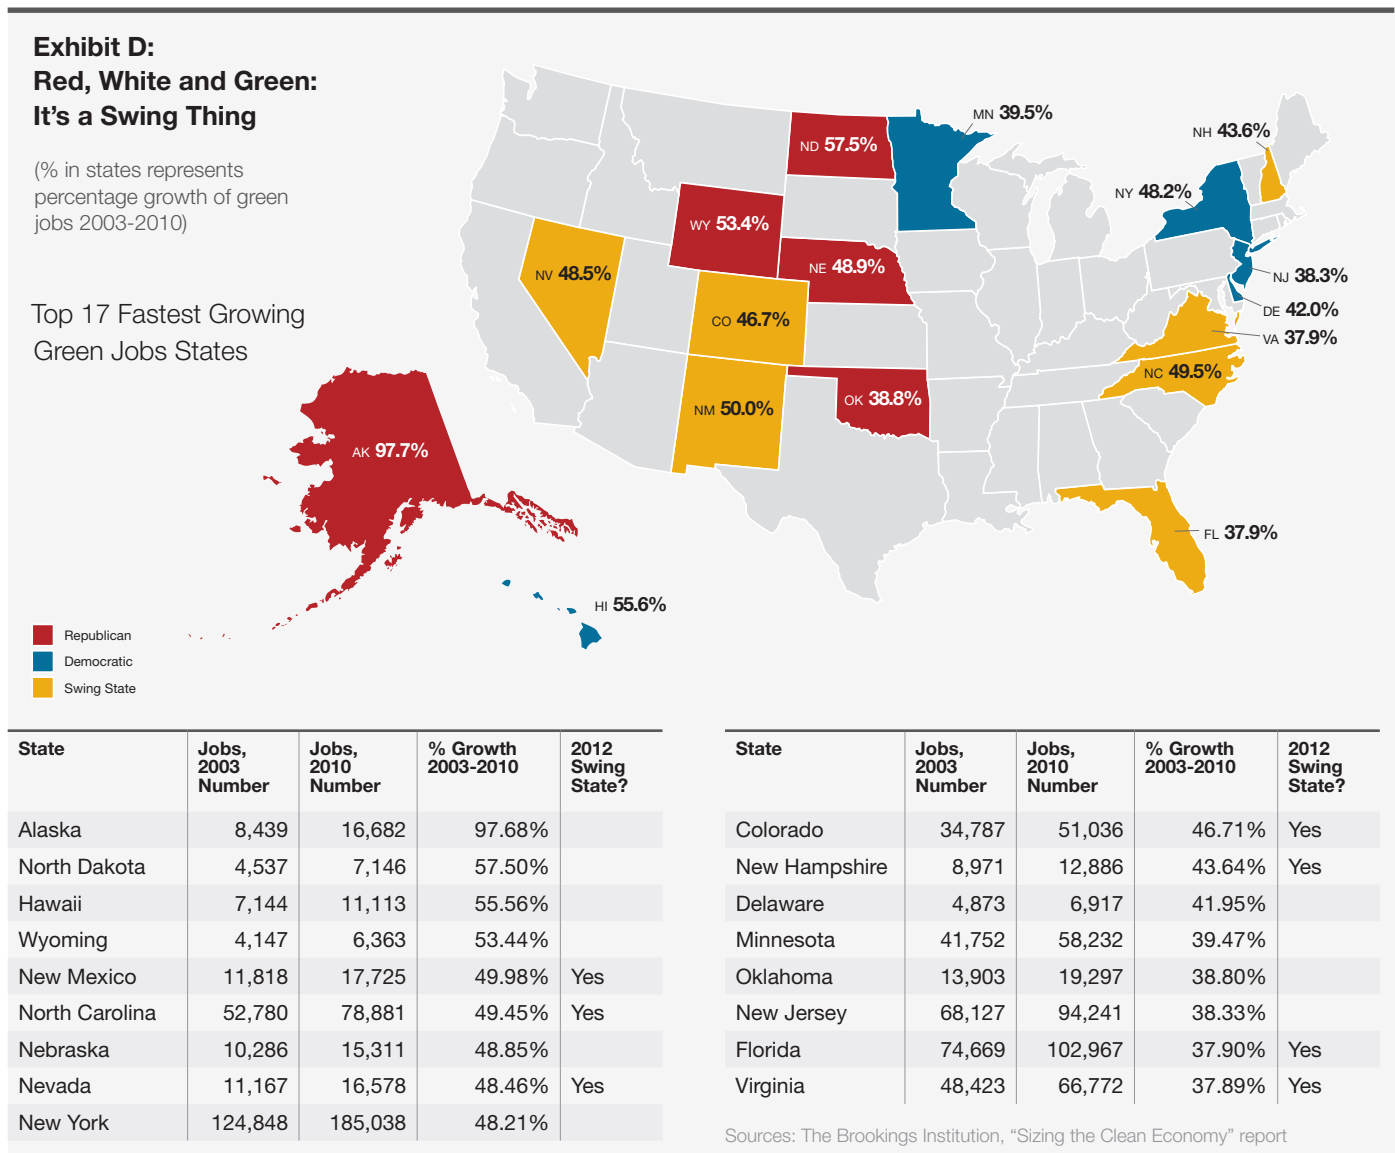 Exhibit D:
Red, White and Green:
It's a Swing Thing
(% in states represents
percentage growth of green
jobs 2003-2010)
Top 17 Fastest Growing
Green Jobs States
MN 39.5%
ND 57.5%
NH 43.6%
NY 48.2%
WY 53.4%
NE 48.9%
NV 48.5%
NJ 38.3%
DE 42.0%
CO 46.7%
VA 37.9%
NC 49.5%
OK 38.8%
NM 50.0%
AK 97.7%
FL 37.9%
HI 55.6%
Republican
Democratic
Swing State
State Jobs, 2003 Number Jobs, 2010 Number % Growth 2003-2010 2012 Swing State?
Alaska 8,439 16,682 97.68%
North Dakota 4,537 7,146 57.50%
Hawaii 7,144 11,113 55.56%
Wyoming 4,147 6,363 53.44%
New Mexico 11,818 17,725 49.98% Yes
North Carolina 52,780 78,881 49.45% Yes
Nebraska 10,286 15,311 48.85%
Nevada 11,167 16,578 48.46% Yes
New York 124,848 185,038 48.21%
State Jobs, 2003 Number Jobs, 2010 Number % Growth 2003-2010 2012 Swing State?
Colorado 34,787 51,036 46.71% Yes
New Hampshire 8,971 12,886 43.64% Yes
Delaware 4,873 6,917 41.95%
Minnesota 41,752 58,232 39.47%
Oklahoma 13,903 19,297 38.80%
New Jersey 68,127 94,241 38.33%
Florida 74,669 102,967 37.90% Yes
Virginia 48,423 66,772 37.89% Yes
Sources: The Brookings Institution, “Sizing the Clean Economy” report